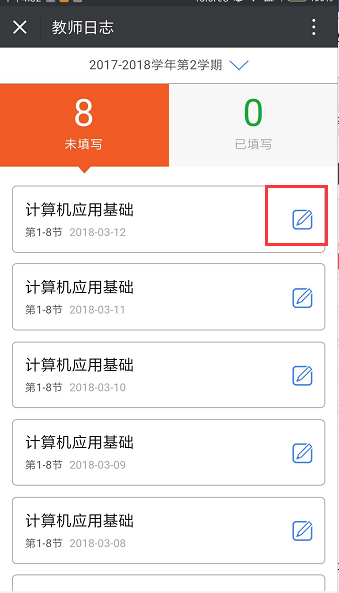 教师日志
2017-2018学年第2学期
8
0
未填写
已填写
计算机应用基础
第1-8节 2018-03-12
计算机应用基础
第1-8节 2018-03-11
计算机应用基础
第1-8节 2018-03-10
计算机应用基础
第1-8节 2018-03-09
计算机应用基础
第1-8节 2018-03-08